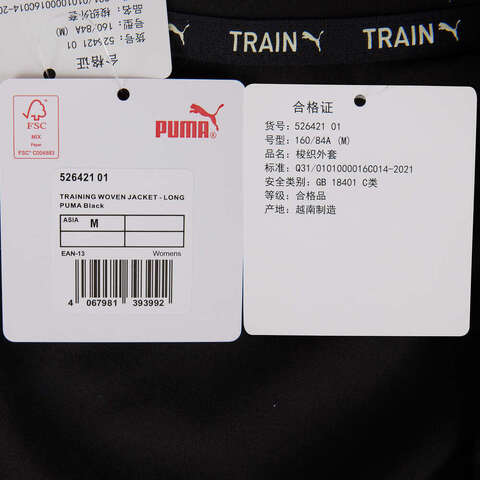 货号: 526421 01
号型: 160/84A (M)
品名: 梭织外套
合格证
TRAIN
TRAIN
FSC
MIX
Paper
FSC® C004883
PUMA
526421 01
TRAINING WOVEN JACKET - LONG
PUMA Black
ASIA M
EAN-13 Womens
4 067981 393992
合格证
货号: 526421 01
号型: 160/84A (M)
品名: 梭织外套
标准: Q31/0101000016C014-2021
安全类别: GB 18401 C类
等级: 合格品
产地: 越南制造